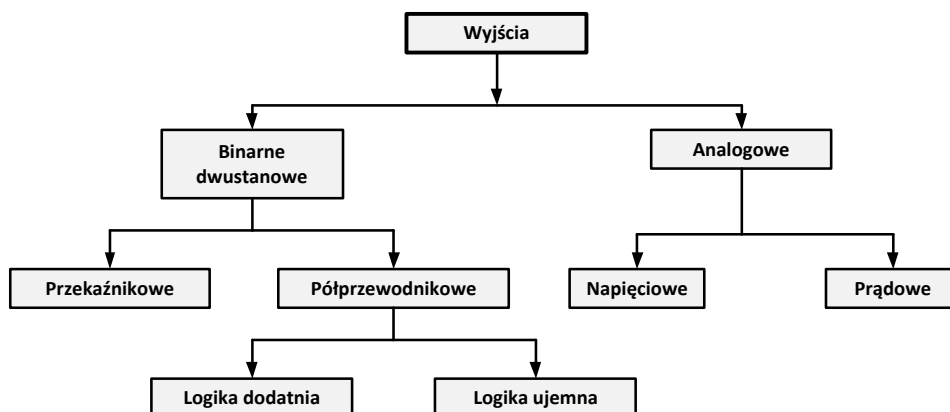 Wyjścia
Binarne
dwustanowe
Analogowe
Przekaźnikowe
Półprzewodnikowe
Napięciowe
Prądowe
Logika dodatnia
Logika ujemna